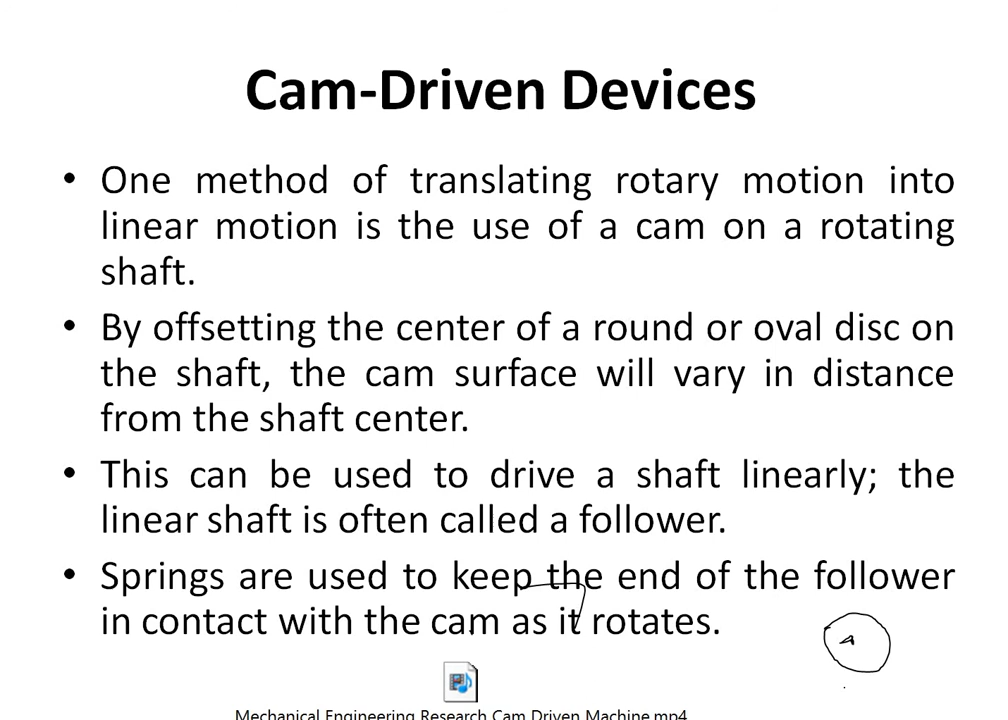 Cam-Driven Devices
• One method of translating rotary motion into
linear motion is the use of a cam on a rotating
shaft.
• By offsetting the center of a round or oval disc on
the shaft, the cam surface will vary in distance
from the shaft center.
• This can be used to drive a shaft linearly; the
linear shaft is often called a follower.
• Springs are used to keep the end of the follower
in contact with the cam as it rotates.
Mechanical Engineering Research Cam Driven Machine.mp4